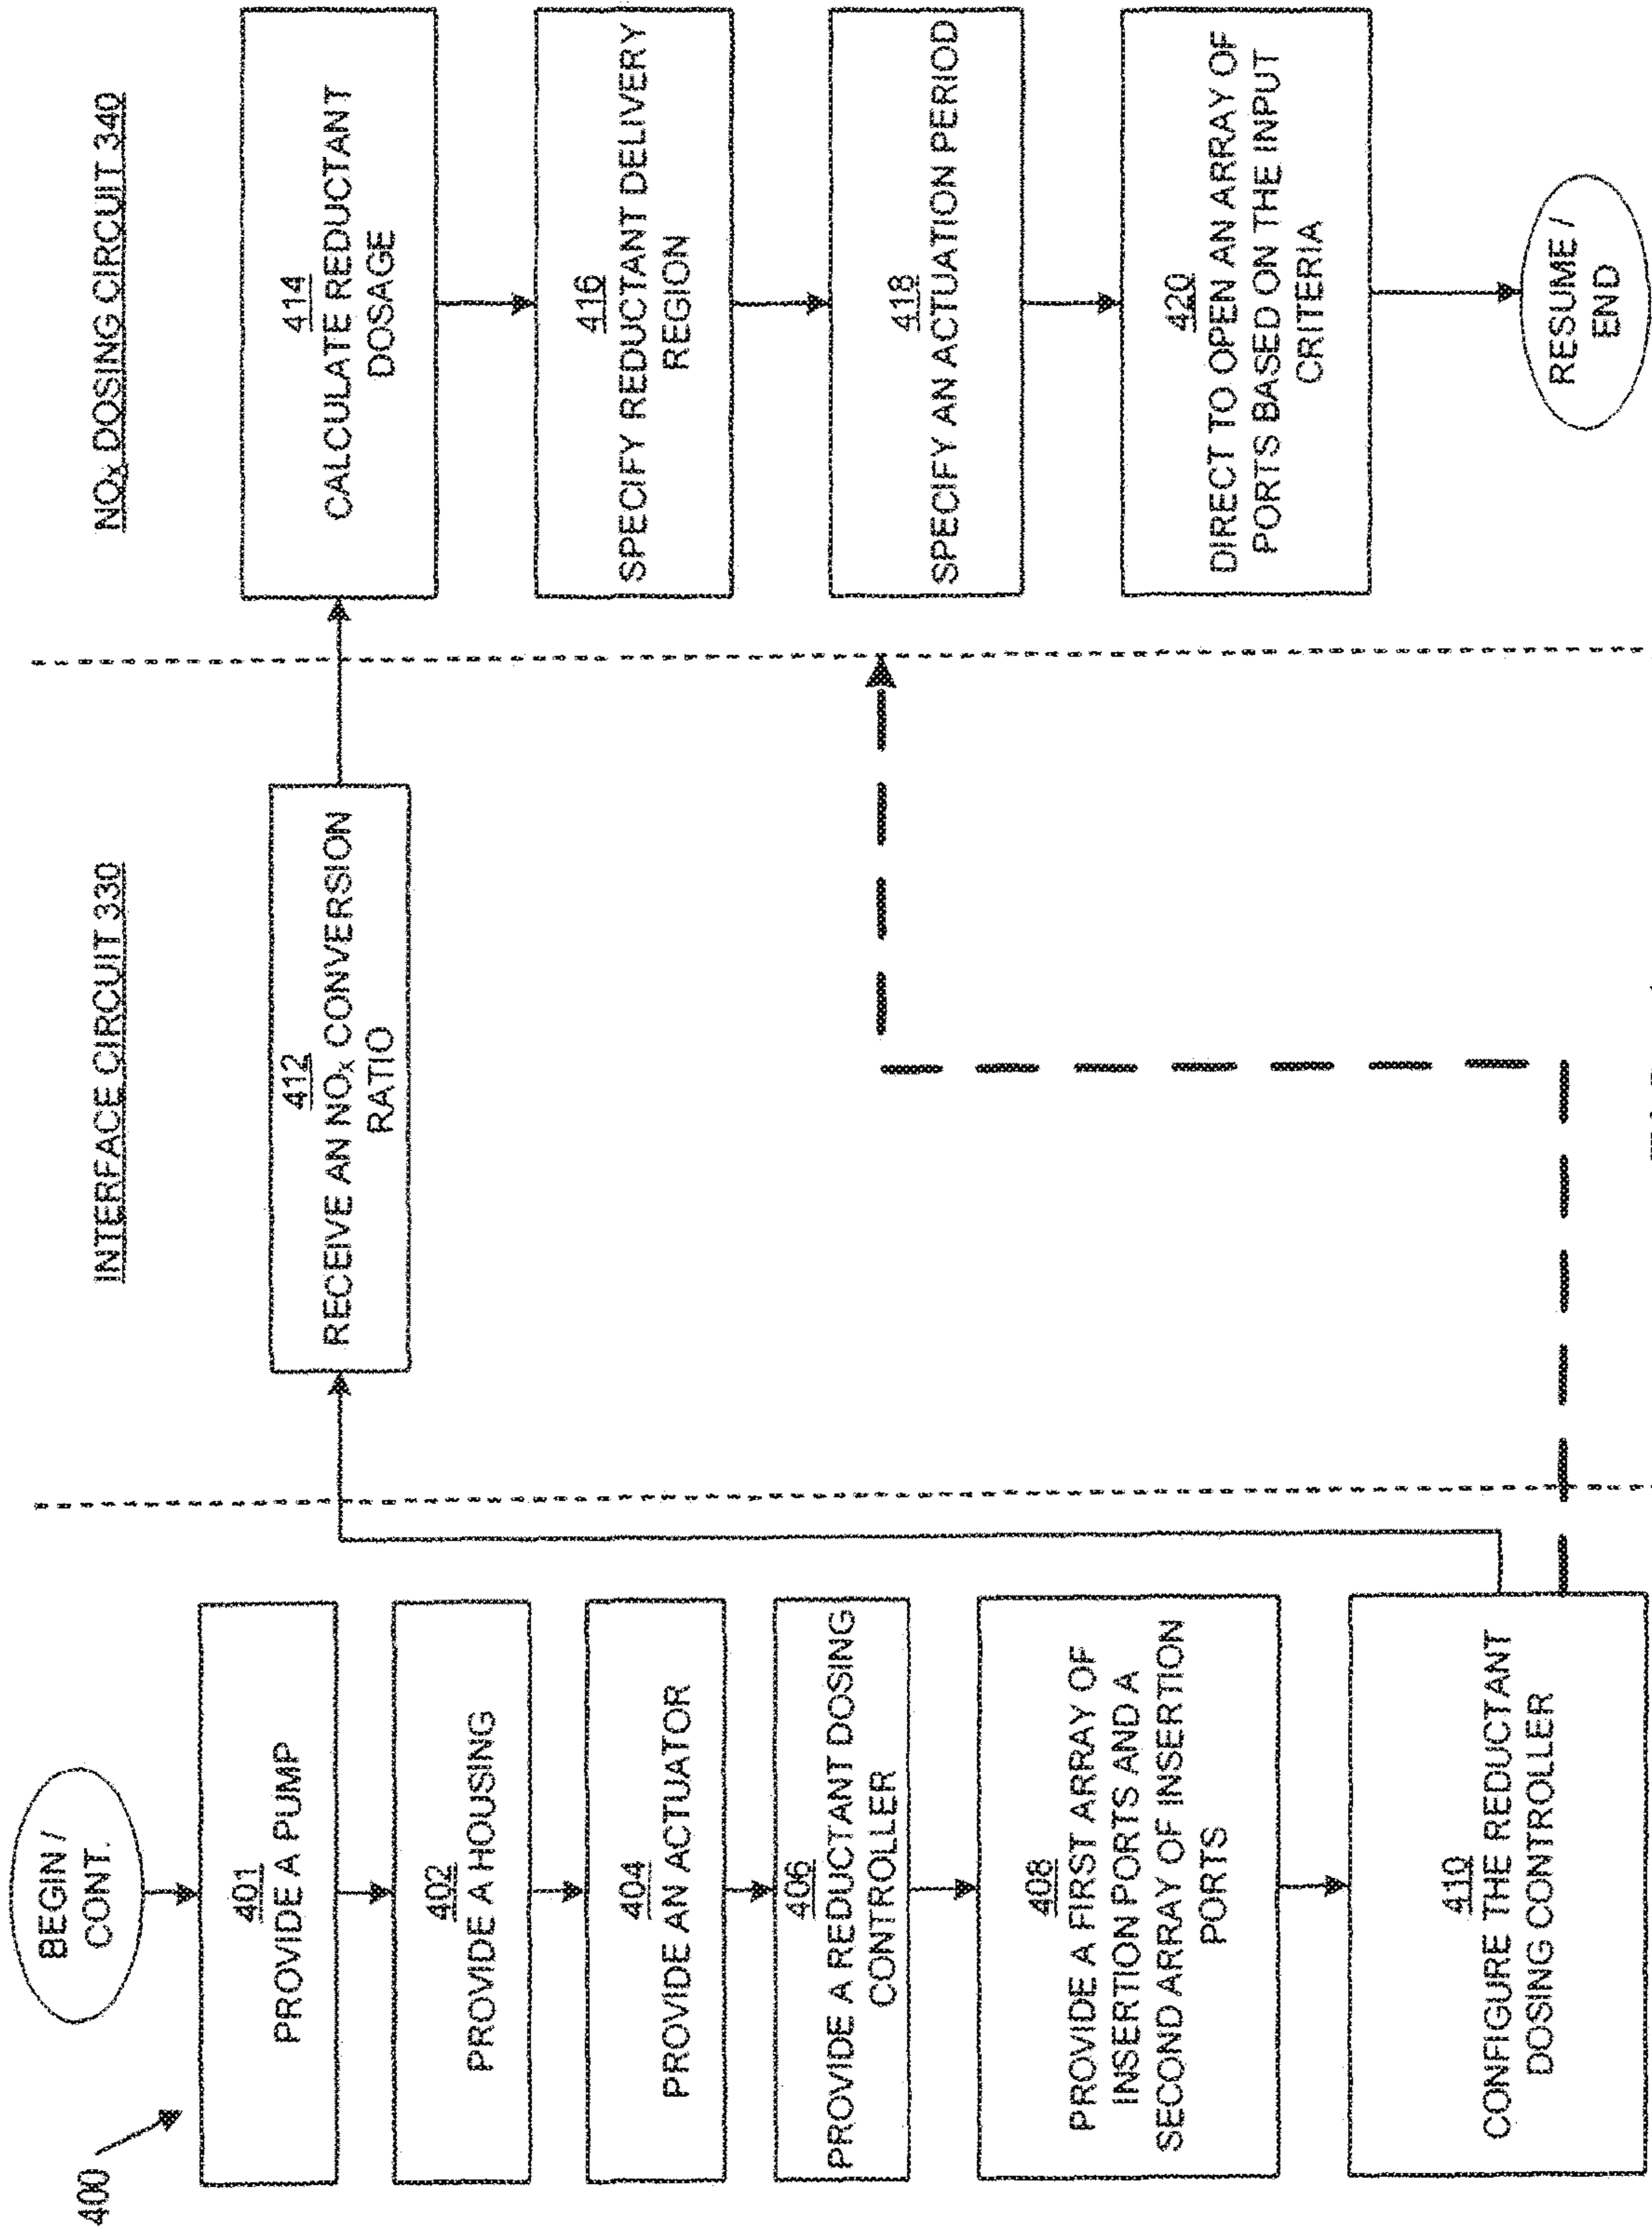 400
BEGIN /
CONT.
401
PROVIDE A PUMP
402
PROVIDE A HOUSING
404
PROVIDE AN ACTUATOR
406
PROVIDE A REDUCTANT DOSING
CONTROLLER
408
PROVIDE A FIRST ARRAY OF
INSERTION PORTS AND A
SECOND ARRAY OF INSERTION
PORTS
410
CONFIGURE THE REDUCTANT
DOSING CONTROLLER
INTERFACE CIRCUIT 330
412
RECEIVE AN NOx CONVERSION
RATIO
NOx DOSING CIRCUIT 340
414
CALCULATE REDUCTANT
DOSAGE
416
SPECIFY REDUCTANT DELIVERY
REGION
418
SPECIFY AN ACTUATION PERIOD
420
DIRECT TO OPEN AN ARRAY OF
PORTS BASED ON THE INPUT
CRITERIA
RESUME /
END